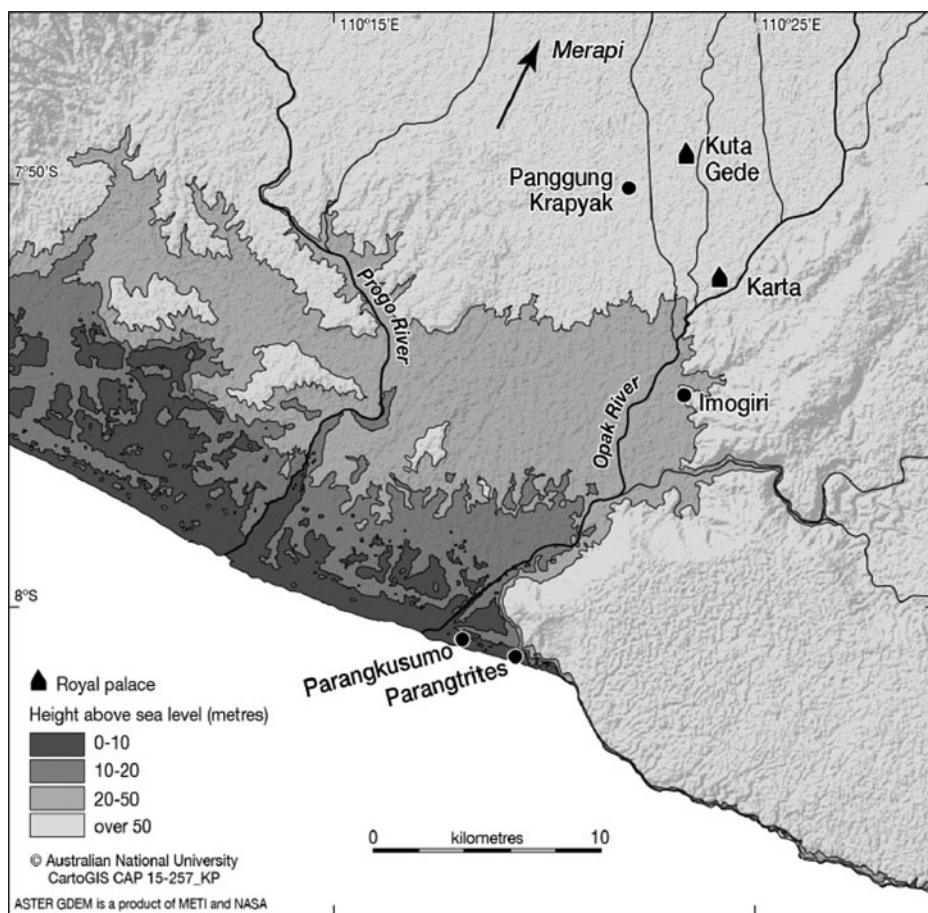 110°15'E
110°25'E
Merapi
Kuta
Gede
7°50'S
Panggung
Krapyak
Karta
Progo River
Opak River
Imogiri
8°S
Parangkusumo
Parangtrites
Royal palace
Height above sea level (metres)
0-10
10-20
20-50
over 50
0 kilometres 10
© Australian National University
CartoGIS CAP 15-257_KP
ASTER GDEM is a product of METI and NASA